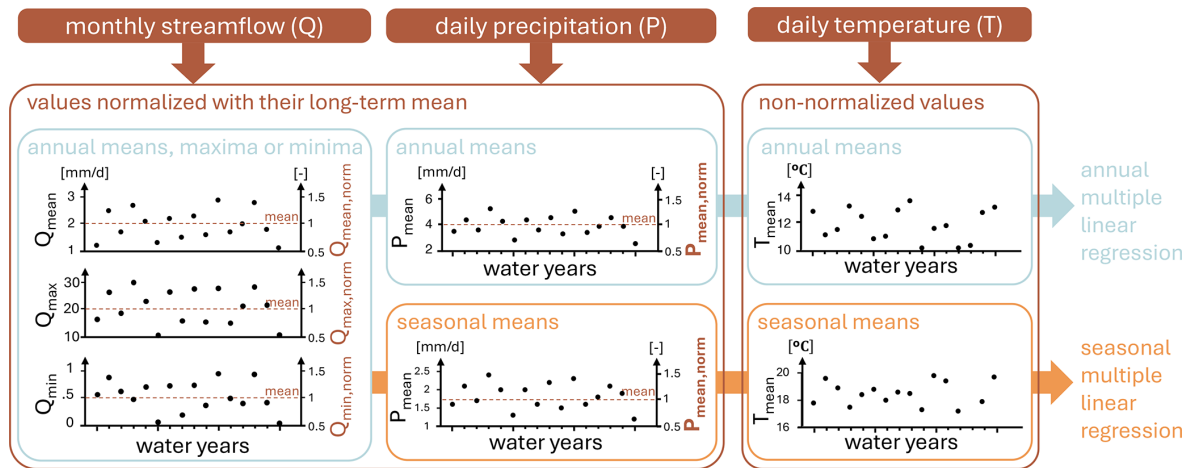 monthly streamflow (Q)
daily precipitation (P)
daily temperature (T)
values normalized with their long-term mean
non-normalized values
annual means, maxima or minima
[mm/d]
[-]
Qmean
3
2
1
1.5
1
0.5
mean
Qmean,norm
Qmax
30
20
10
1.5
1
0.5
mean
Qmax,norm
Qmin
1
.5
0
1.5
1
0.5
mean
Qmin,norm
water years
annual means
[mm/d]
[-]
Pmean
6
4
2
1.5
1
0.5
mean
Pmean,norm
water years
seasonal means
[mm/d]
[-]
Pmean
2.5
2
1.5
1
1.5
1
0.5
mean
Pmean,norm
water years
annual means
[ºC]
Tmean
14
12
10
water years
seasonal means
[ºC]
Tmean
20
18
16
water years
annual
multiple
linear
regression
seasonal
multiple
linear
regression